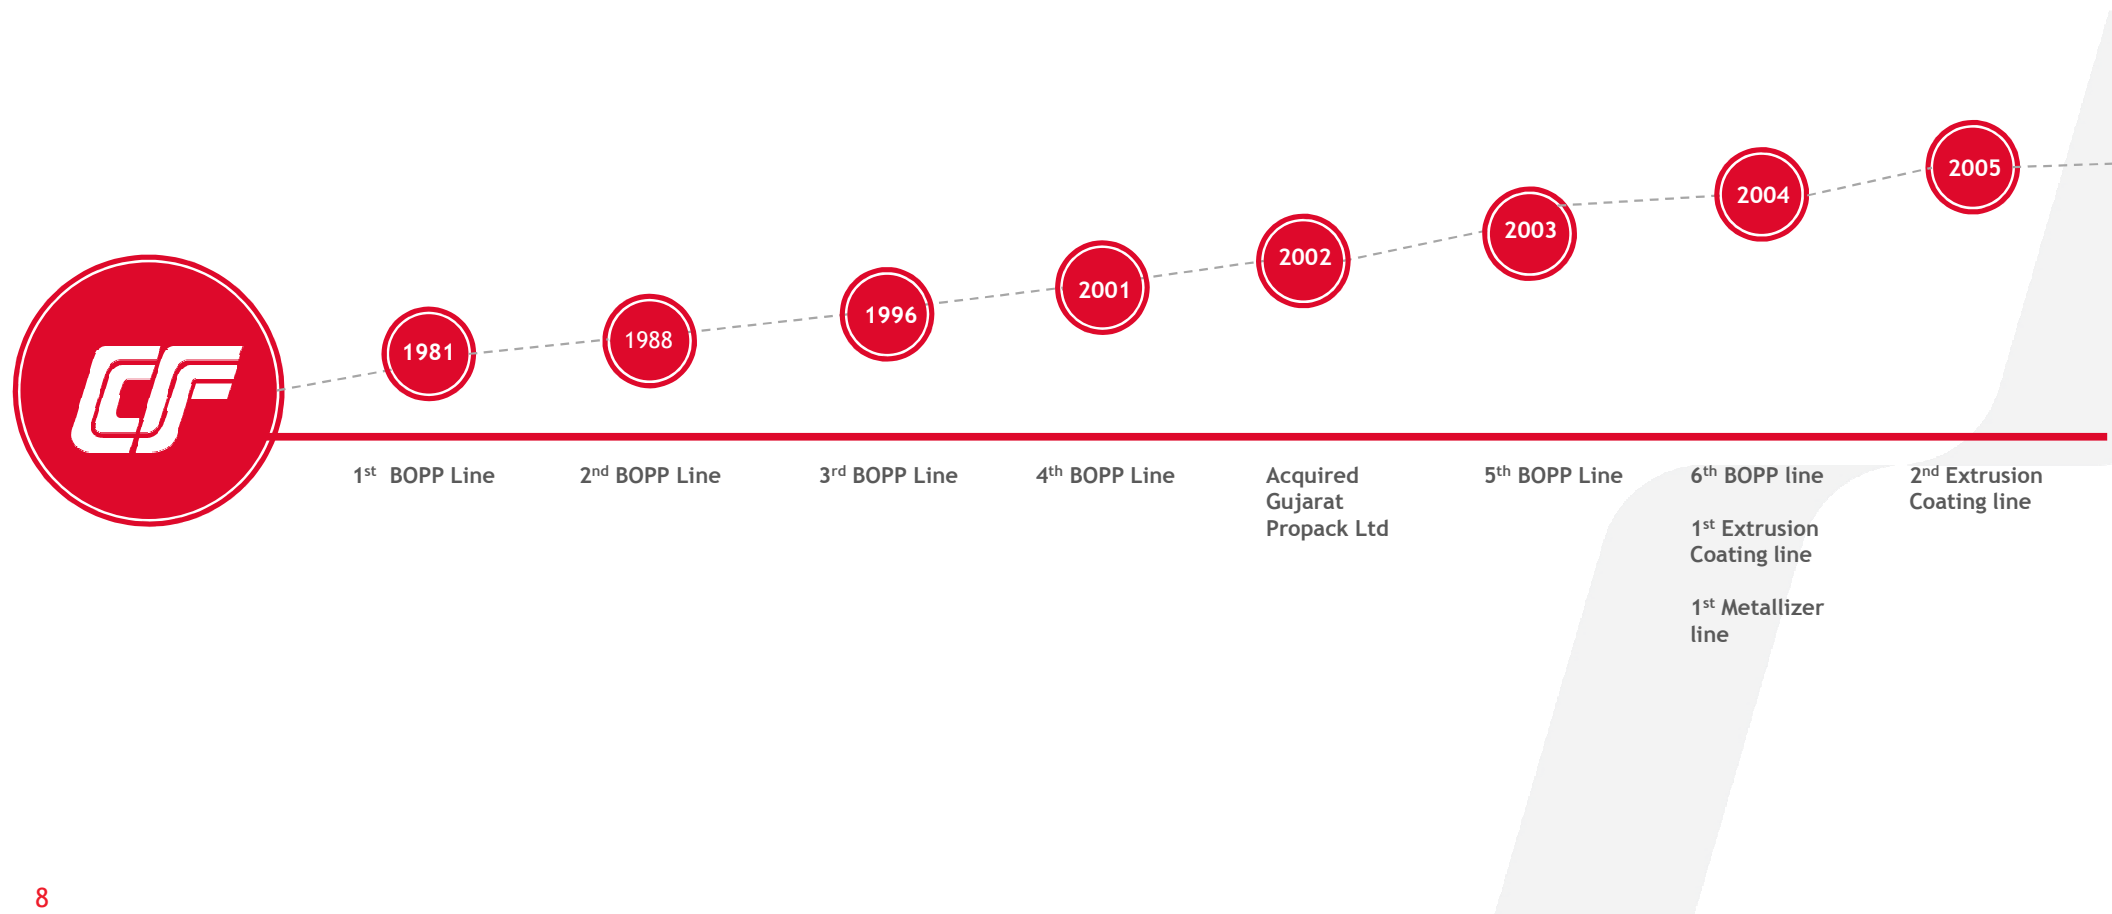 CF
1981
1988
1996
2001
2002
2003
2004
2005
1st BOPP Line
2nd BOPP Line
3rd BOPP Line
4th BOPP Line
Acquired
Gujarat
Propack Ltd
5th BOPP Line
6th BOPP line
1st Extrusion
Coating line
1st Metallizer
line
2nd Extrusion
Coating line
8